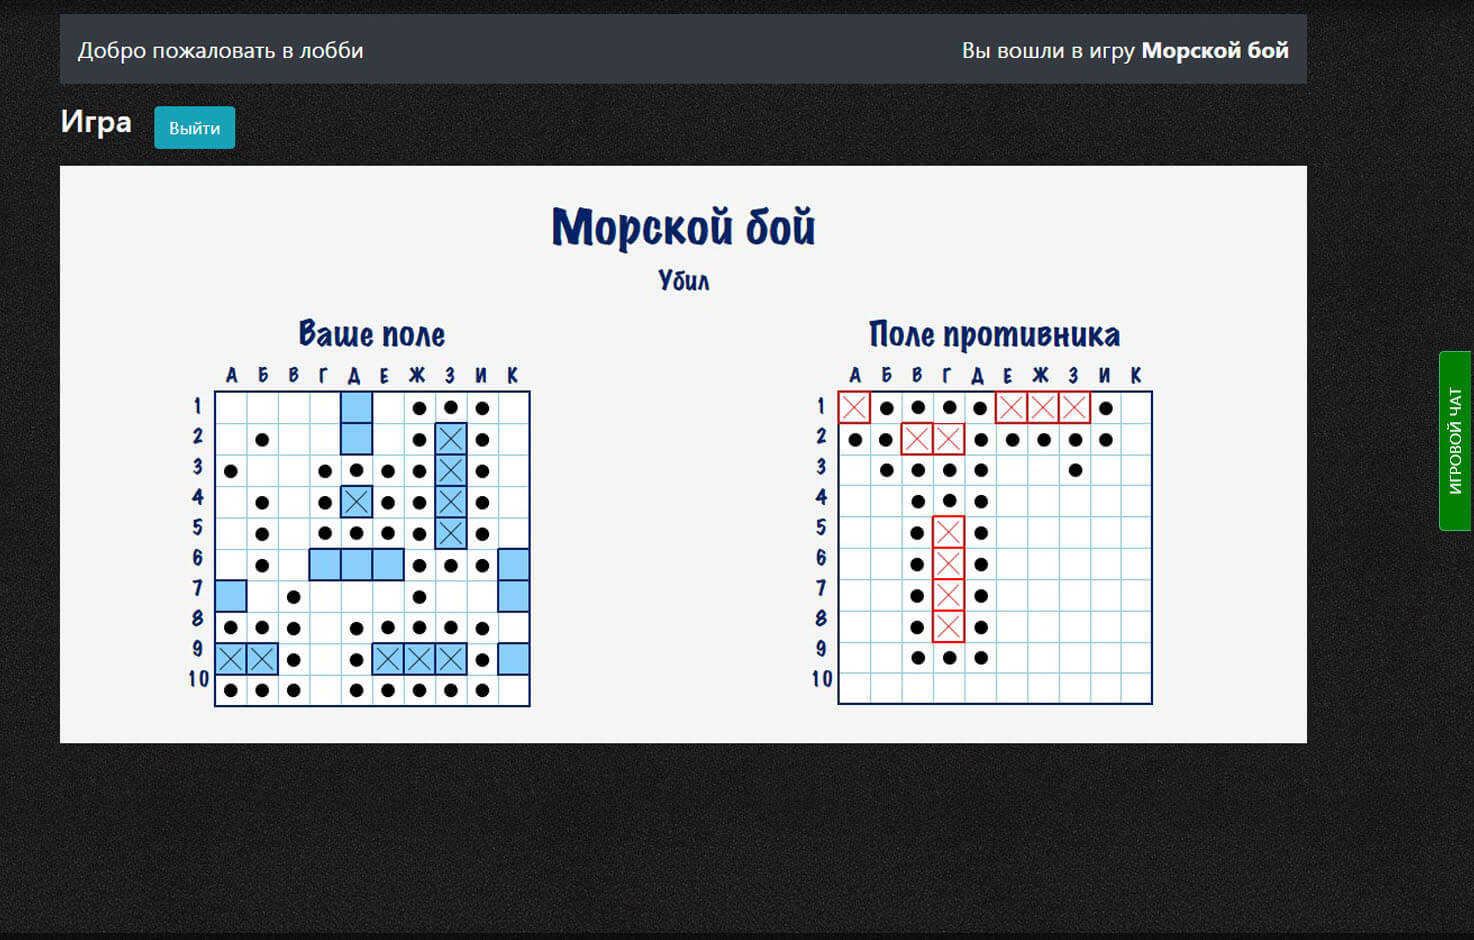 Добро пожаловать в лобби
Вы вошли в игру Морской бой
Игра
Выйти
Морской бой
Убил
Ваше поле
Поле противника
А Б В Г Д Е Ж З И К
А Б В Г Д Е Ж З И К
1
2
3
4
5
6
7
8
9
10
1
2
3
4
5
6
7
8
9
10
ИГРОВОЙ ЧАТ